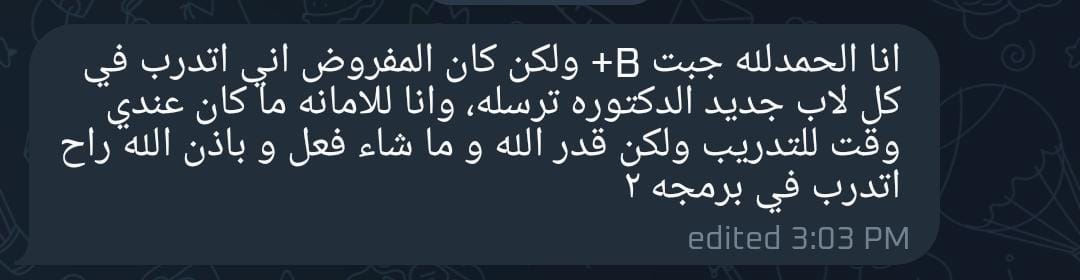 انا الحمدلله جبت B+ ولكن كان المفروض اني اتدرب في
كل لاب جديد الدكتوره ترسله، وانا للامانه ما كان عندي
وقت للتدريب ولكن قدر الله و ما شاء فعل و باذن الله راح
اتدرب في برمجه ٢
edited 3:03 PM